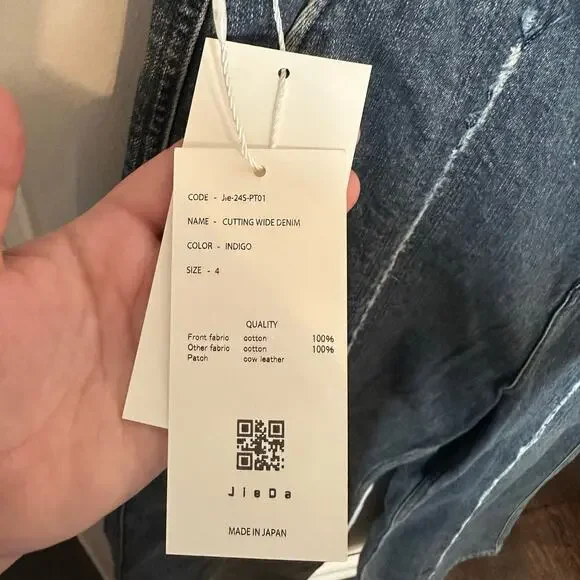 CODE - Jie-24S-PT01
NAME - CUTTING WIDE DENIM
COLOR - INDIGO
SIZE - 4
QUALITY
Front fabric cotton 100%
Other fabric cotton 100%
Patch cow leather
JieDa
MADE IN JAPAN